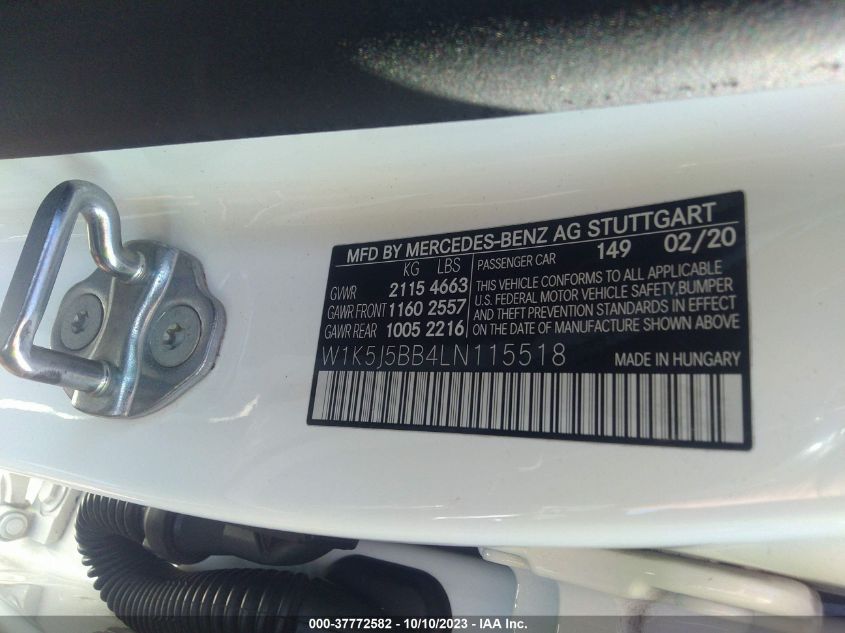 MFD BY MERCEDES-BENZ AG STUTTGART
KG LBS PASSENGER CAR 149 02/20
GVWR 2115 4663
GAWR FRONT 1160 2557
GAWR REAR 1005 2216
THIS VEHICLE CONFORMS TO ALL APPLICABLE
U.S. FEDERAL MOTOR VEHICLE SAFETY,BUMPER
AND THEFT PREVENTION STANDARDS IN EFFECT
ON THE DATE OF MANUFACTURE SHOWN ABOVE
W1K5J5BB4LN115518 MADE IN HUNGARY
000-37772582 - 10/10/2023 - IAA Inc.